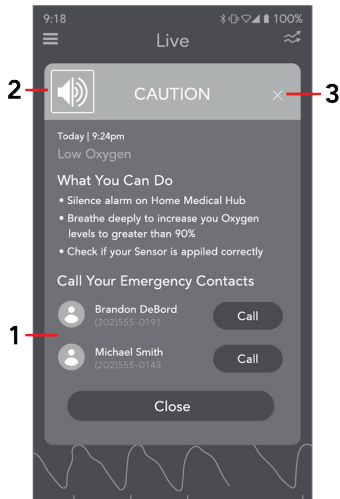 9:18
100%
Live
2
CAUTION
3
Today | 9:24pm
Low Oxygen
What You Can Do
• Silence alarm on Home Medical Hub
• Breathe deeply to increase you Oxygen
levels to greater than 90%
• Check if your Sensor is appiled correctly
Call Your Emergency Contacts
Brandon DeBord
(202)555-0191
Call
1
Michael Smith
(202)555-0143
Call
Close